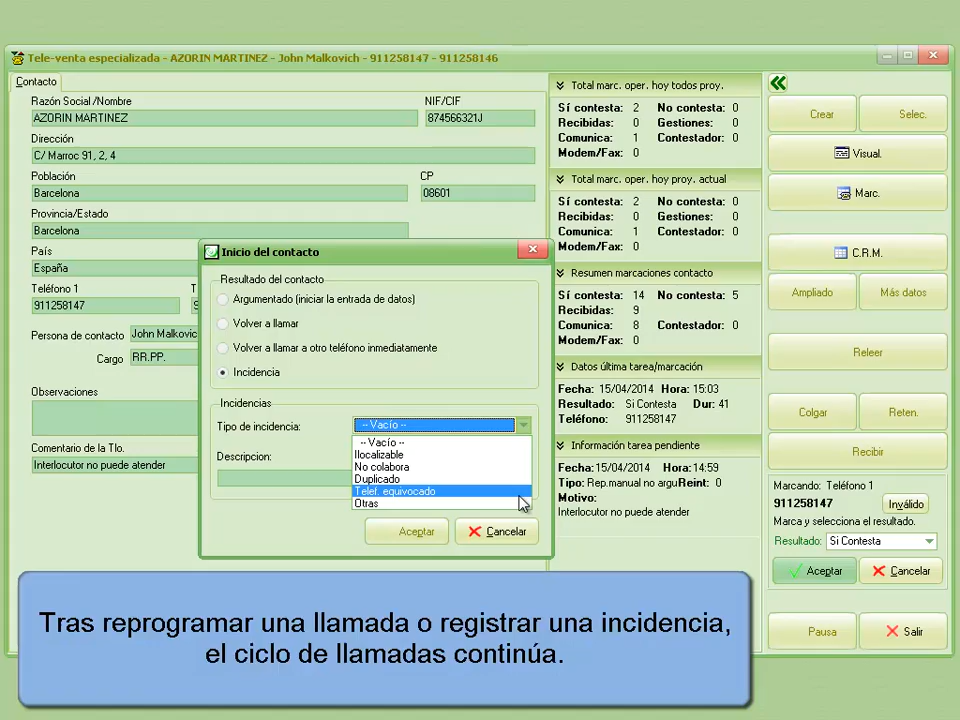 Tele-venta especializada - AZORIN MARTINEZ - John Malkovich - 911258147 - 911258146
Contacto
Razón Social /Nombre
NIF/CIF
AZORIN MARTINEZ
874566321J
Dirección
C/ Marroc 91, 2, 4
Población
CP
Barcelona
08601
Provincia/Estado
Barcelona
País
España
Teléfono 1
T
911258147
Persona de contacto
John Malkovic
Cargo
RR.PP.
Observaciones
Comentario de la Tlo.
Interlocutor no puede atender
Inicio del contacto
Resultado del contacto
Argumentado (iniciar la entrada de datos)
Volver a llamar
Volver a llamar a otro teléfono inmediatamente
Incidencia
Incidencias
Tipo de incidencia:
-- Vacío --
-- Vacío --
Ilocalizable
No colabora
Duplicado
Telef. equivocado
Otras
Descripcion:
Aceptar
Cancelar
Total marc. oper. hoy todos proy.
Sí contesta: 2 No contesta: 0
Recibidas: 0 Gestiones: 0
Comunica: 1 Contestador: 0
Modem/Fax: 0
Total marc. oper. hoy proy. actual
Sí contesta: 2 No contesta: 0
Recibidas: 0 Gestiones: 0
Comunica: 1 Contestador: 0
Modem/Fax: 0
Resumen marcaciones contacto
Sí contesta: 14 No contesta: 5
Recibidas: 9
Comunica: 8 Contestador: 0
Modem/Fax: 0
Datos última tarea/marcación
Fecha: 15/04/2014 Hora: 15:03
Resultado: Si Contesta Dur: 41
Teléfono: 911258147
Información tarea pendiente
Fecha: 15/04/2014 Hora: 14:59
Tipo: Rep.manual no argu Reint: 0
Motivo:
Interlocutor no puede atender
Crear
Selec.
Visual.
Marc.
C.R.M.
Ampliado
Más datos
Releer
Colgar
Reten.
Recibir
Marcando: Teléfono 1
911258147
Inválido
Marca y selecciona el resultado.
Resultado: Si Contesta
Aceptar
Cancelar
Pausa
Salir
Tras reprogramar una llamada o registrar una incidencia,
el ciclo de llamadas continúa.